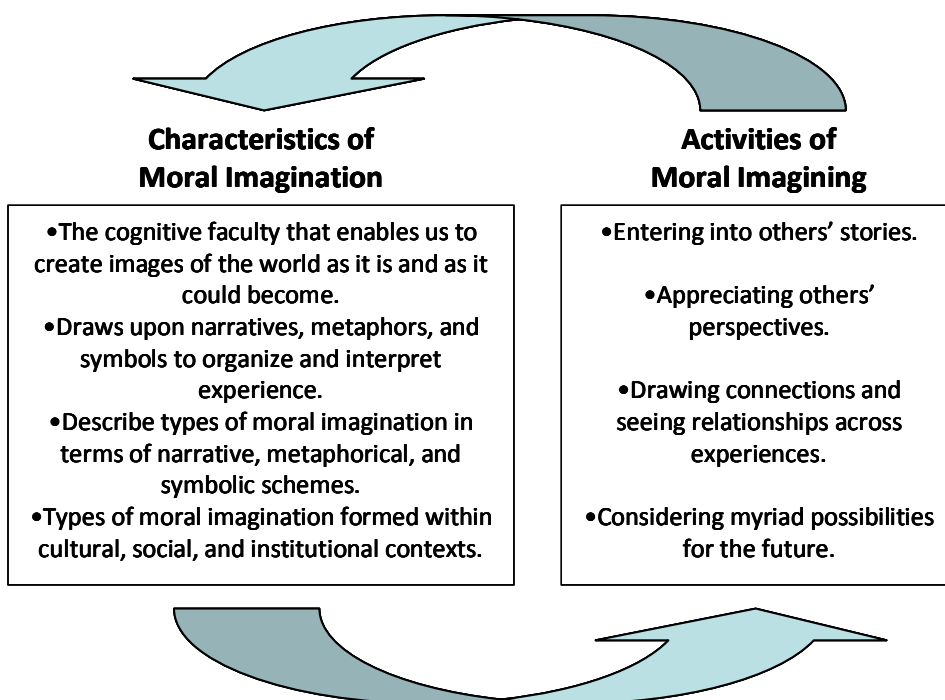 Characteristics of
Moral Imagination
•The cognitive faculty that enables us to
create images of the world as it is and as it
could become.
•Draws upon narratives, metaphors, and
symbols to organize and interpret
experience.
•Describe types of moral imagination in
terms of narrative, metaphorical, and
symbolic schemes.
•Types of moral imagination formed within
cultural, social, and institutional contexts.
Activities of
Moral Imagining
•Entering into others’ stories.
•Appreciating others’
perspectives.
•Drawing connections and
seeing relationships across
experiences.
•Considering myriad possibilities
for the future.